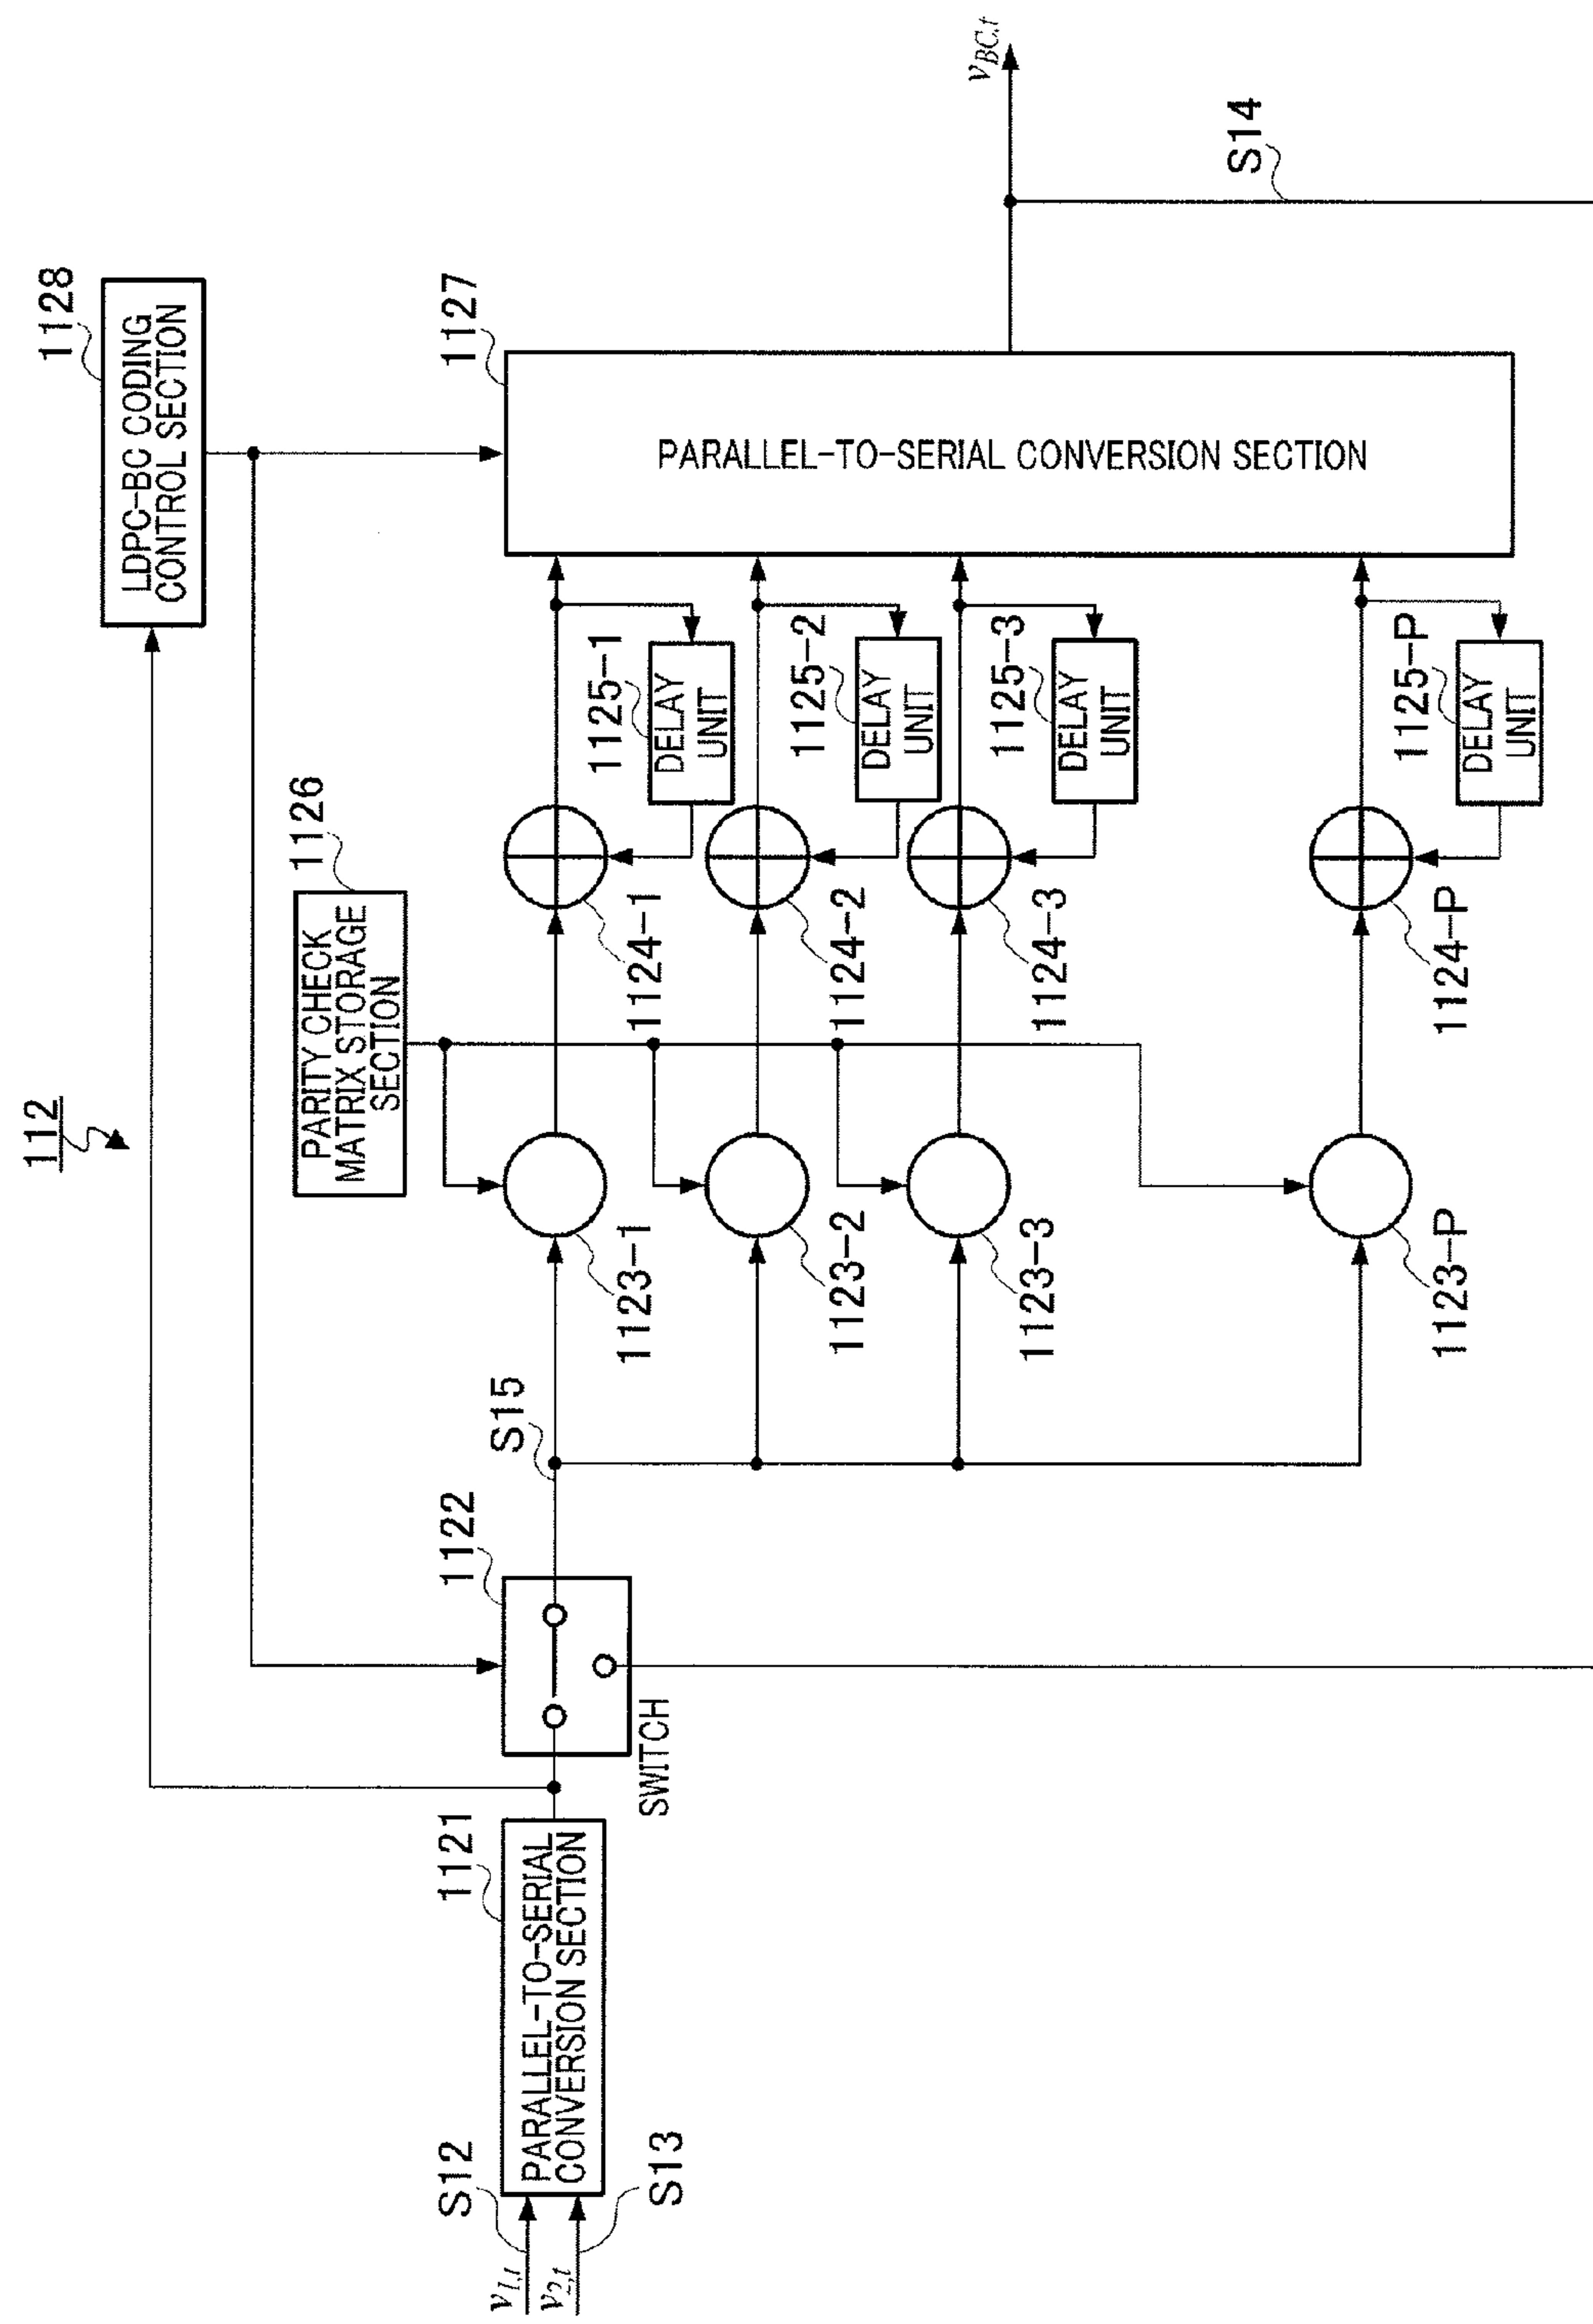 112
1128
LDPC-BC CODING
CONTROL SECTION
1126
PARITY CHECK
MATRIX STORAGE
SECTION
S12
v1,t
v2,t
S13
1121
PARALLEL-TO-SERIAL
CONVERSION SECTION
1122
SWITCH
S15
1123-1
1123-2
1123-3
1123-P
1124-1
1124-2
1124-3
1124-P
1125-1
DELAY
UNIT
1125-2
DELAY
UNIT
1125-3
DELAY
UNIT
1125-P
DELAY
UNIT
1127
PARALLEL-TO-SERIAL CONVERSION SECTION
vBC,t
S14